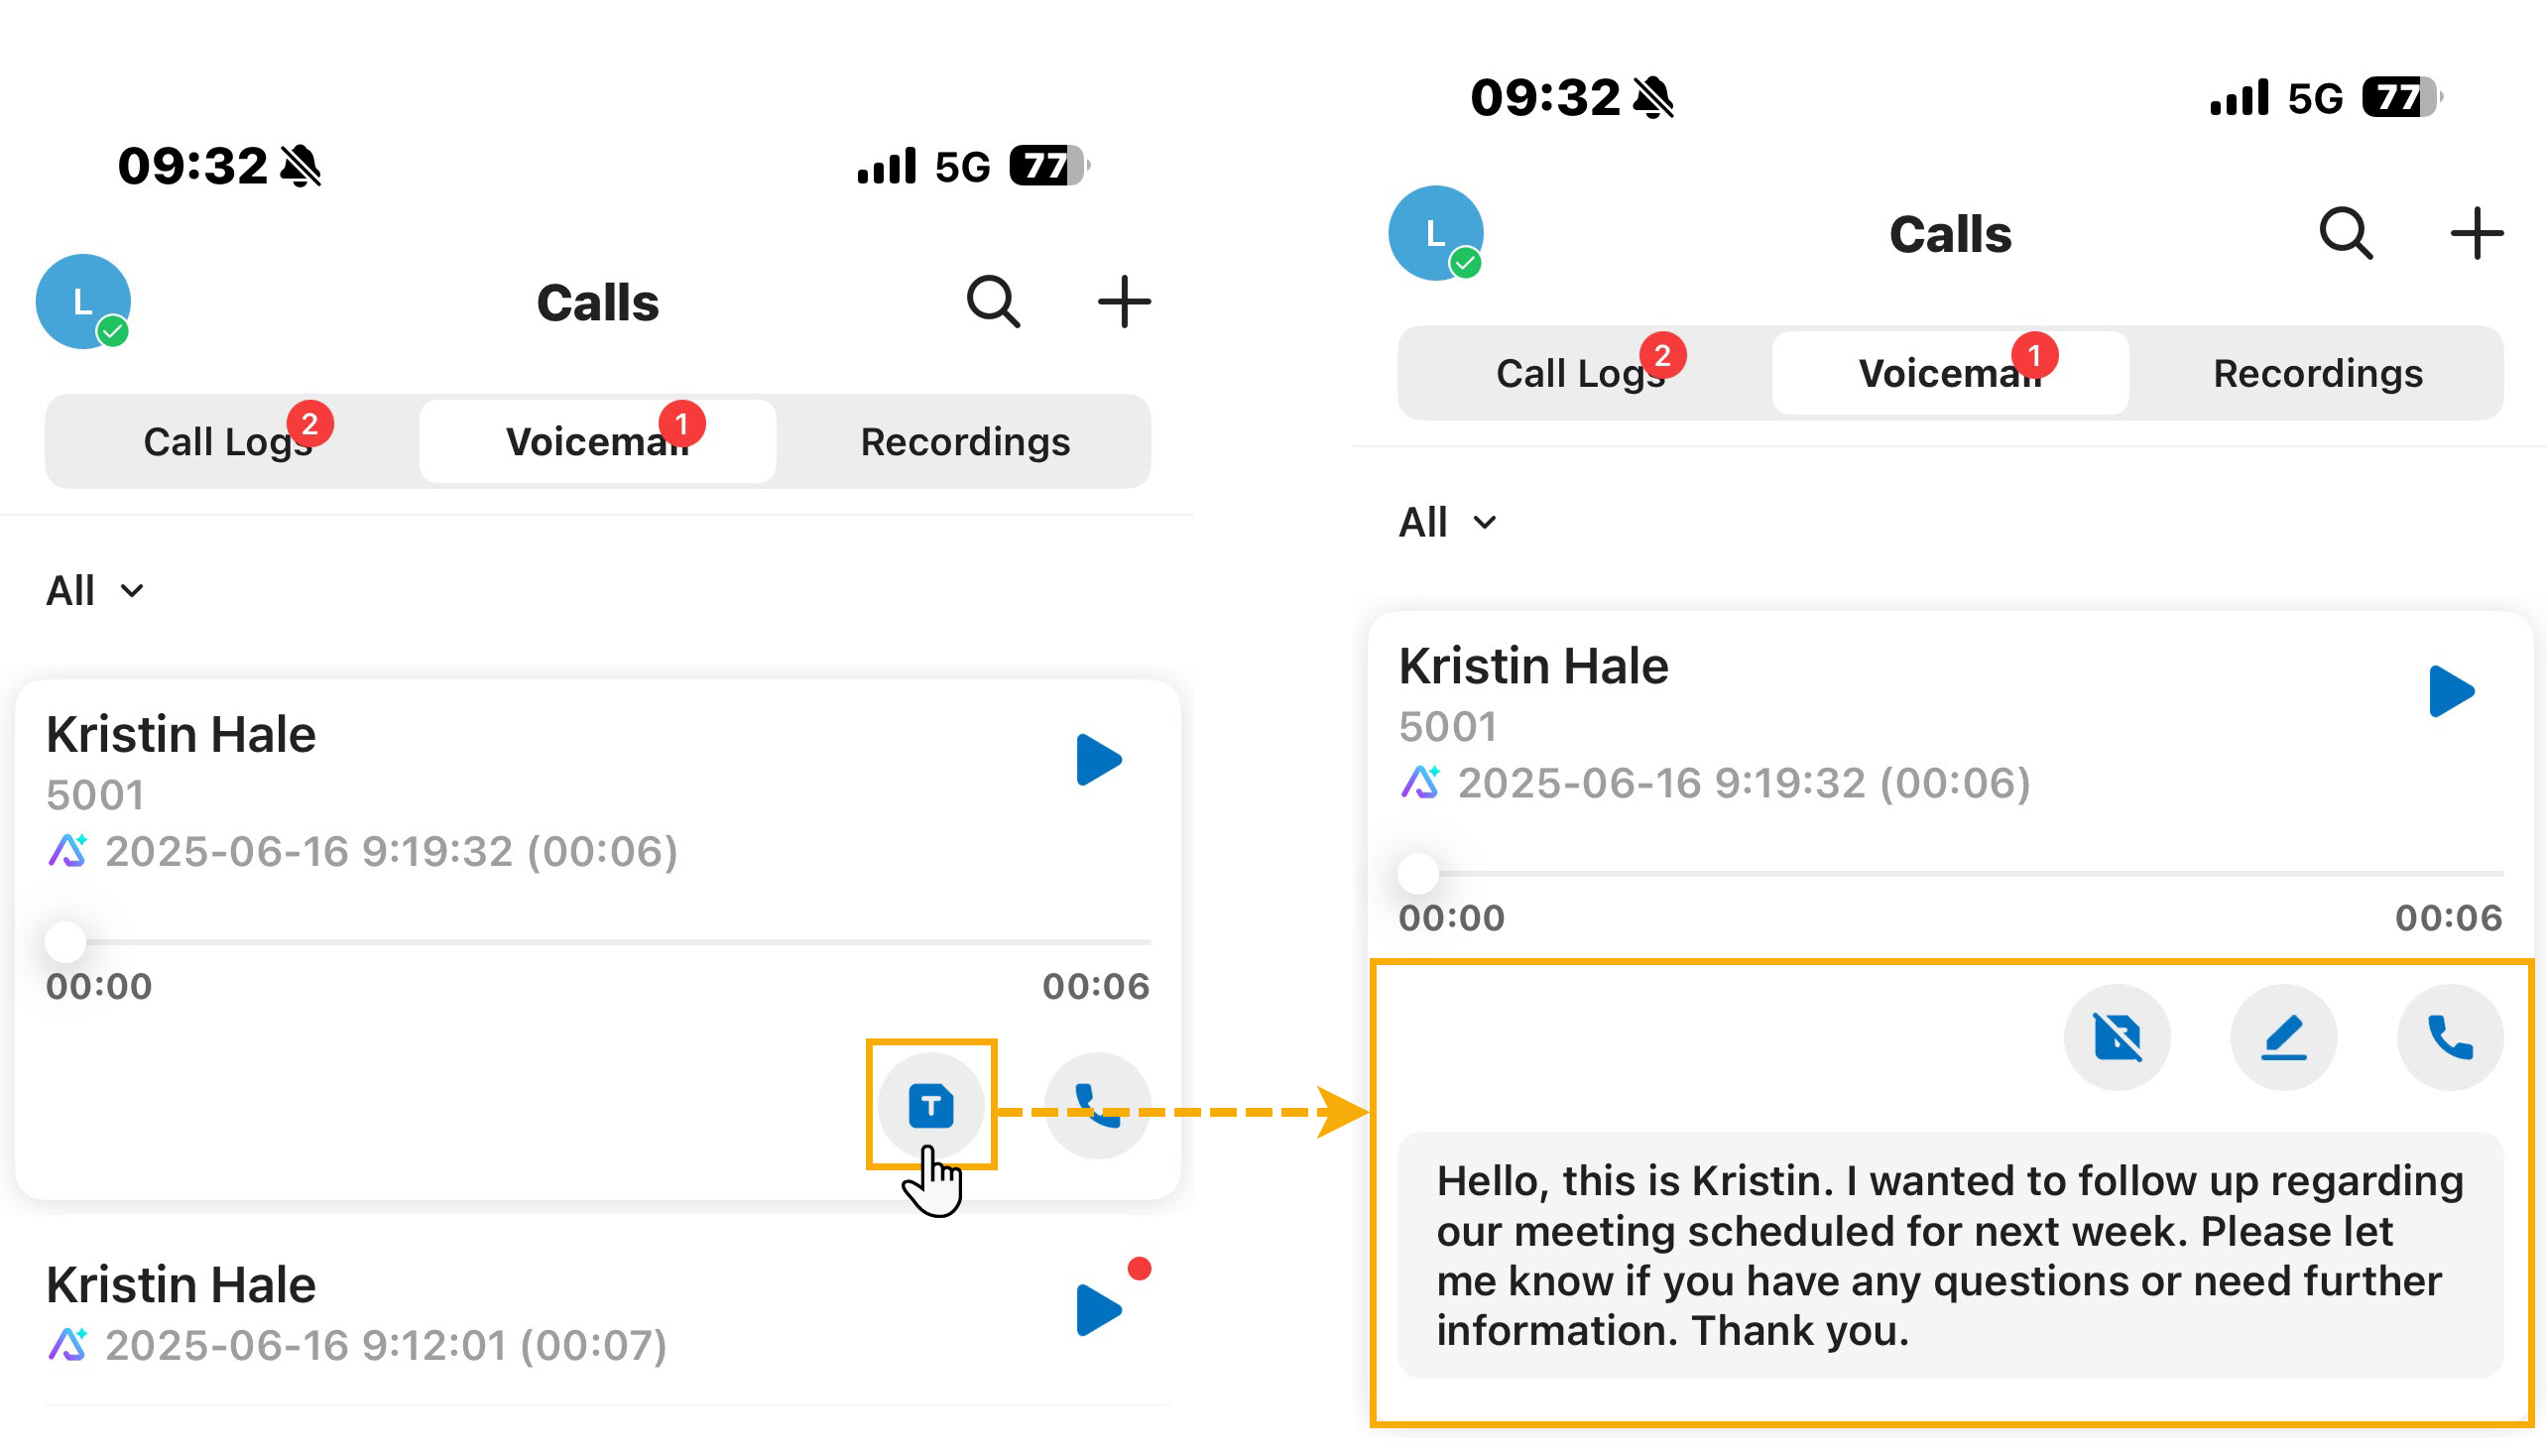 09:32
5G 77
L
Calls
Call Logs 2
Voicemail 1
Recordings
All
Kristin Hale
5001
2025-06-16 9:19:32 (00:06)
00:00
00:06
T
Kristin Hale
2025-06-16 9:12:01 (00:07)
09:32
5G 77
L
Calls
Call Logs 2
Voicemail 1
Recordings
All
Kristin Hale
5001
2025-06-16 9:19:32 (00:06)
00:00
00:06
Hello, this is Kristin. I wanted to follow up regarding
our meeting scheduled for next week. Please let
me know if you have any questions or need further
information. Thank you.